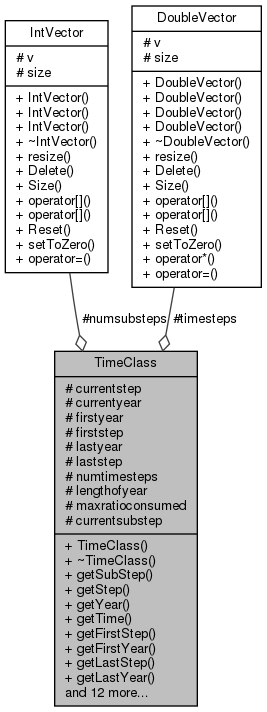 IntVector
# v
# size
+ IntVector()
+ IntVector()
+ IntVector()
+ ~IntVector()
+ resize()
+ Delete()
+ Size()
+ operator[]()
+ operator[]()
+ Reset()
+ setToZero()
+ operator=()
DoubleVector
# v
# size
+ DoubleVector()
+ DoubleVector()
+ DoubleVector()
+ DoubleVector()
+ ~DoubleVector()
+ resize()
+ Delete()
+ Size()
+ operator[]()
+ operator[]()
+ Reset()
+ setToZero()
+ operator*()
+ operator=()
#numsubsteps
#timesteps
TimeClass
# currentstep
# currentyear
# firstyear
# firststep
# lastyear
# laststep
# numtimesteps
# lengthofyear
# maxratioconsumed
# currentsubstep
+ TimeClass()
+ ~TimeClass()
+ getSubStep()
+ getStep()
+ getYear()
+ getTime()
+ getFirstStep()
+ getFirstYear()
+ getLastStep()
+ getLastYear()
and 12 more...